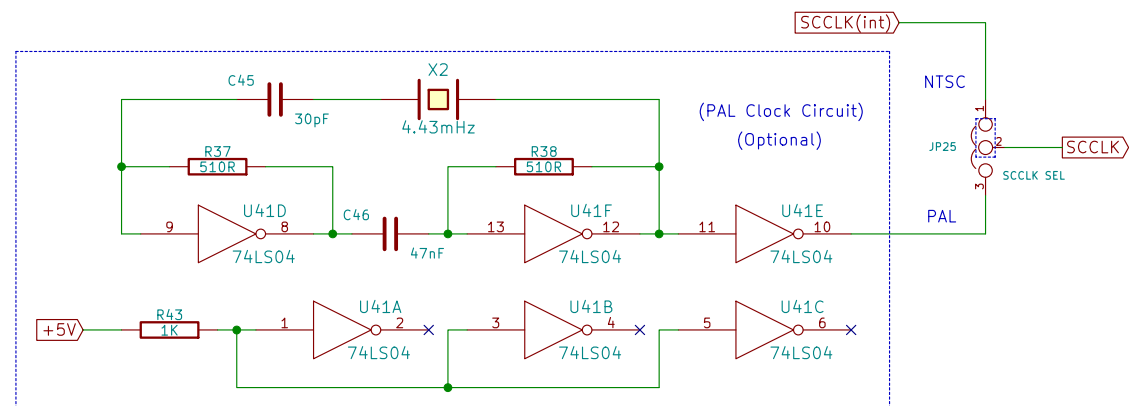 SCCLK(int)
C45
X2
NTSC
30pF
4.43mHz
(PAL Clock Circuit)
(Optional)
1
R37
510R
R38
510R
JP25
2
SCCLK
SCCLK SEL
3
U41D
C46
U41F
U41E
PAL
9
8
13
12
11
10
74LS04
47nF
74LS04
74LS04
+5V
R43
1K
U41A
U41B
U41C
1
2
3
4
5
6
74LS04
74LS04
74LS04